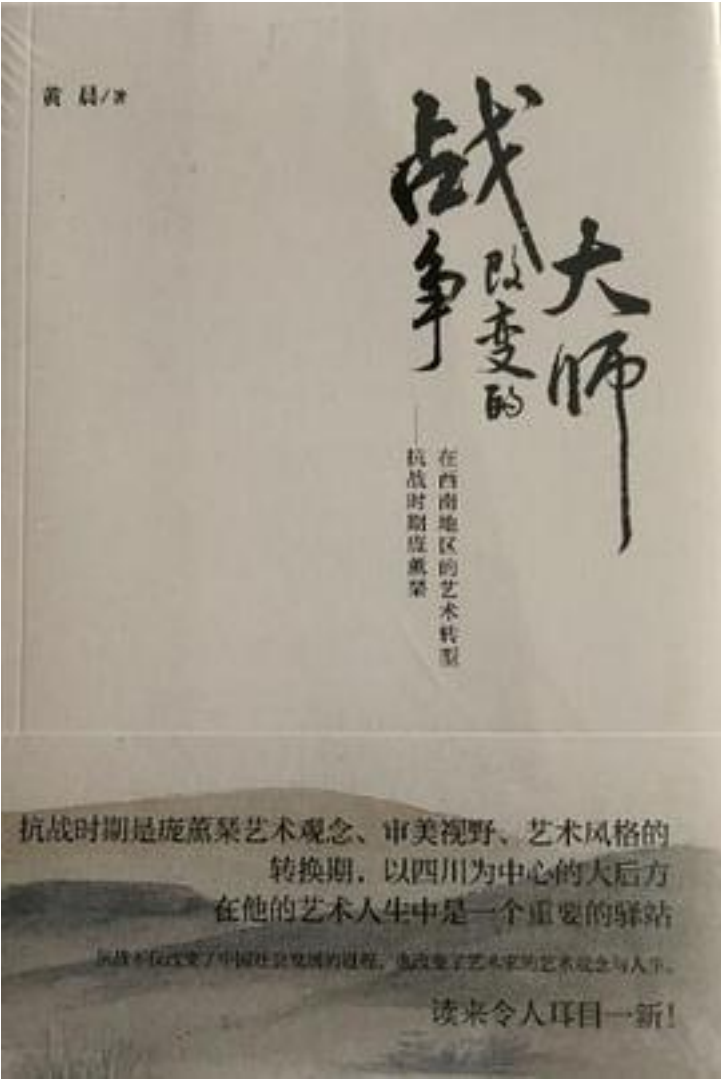 黄 晨/著
战争
改变的
大师
——抗战时期庞薰琹
在西南地区的艺术转型
抗战时期是庞薰琹艺术观念、审美视野、艺术风格的
转换期，以四川为中心的大后方
在他的艺术人生中是一个重要的驿站
抗战不仅改变了中国社会发展的进程，也改变了艺术家的艺术观念与人生。
读来令人耳目一新！